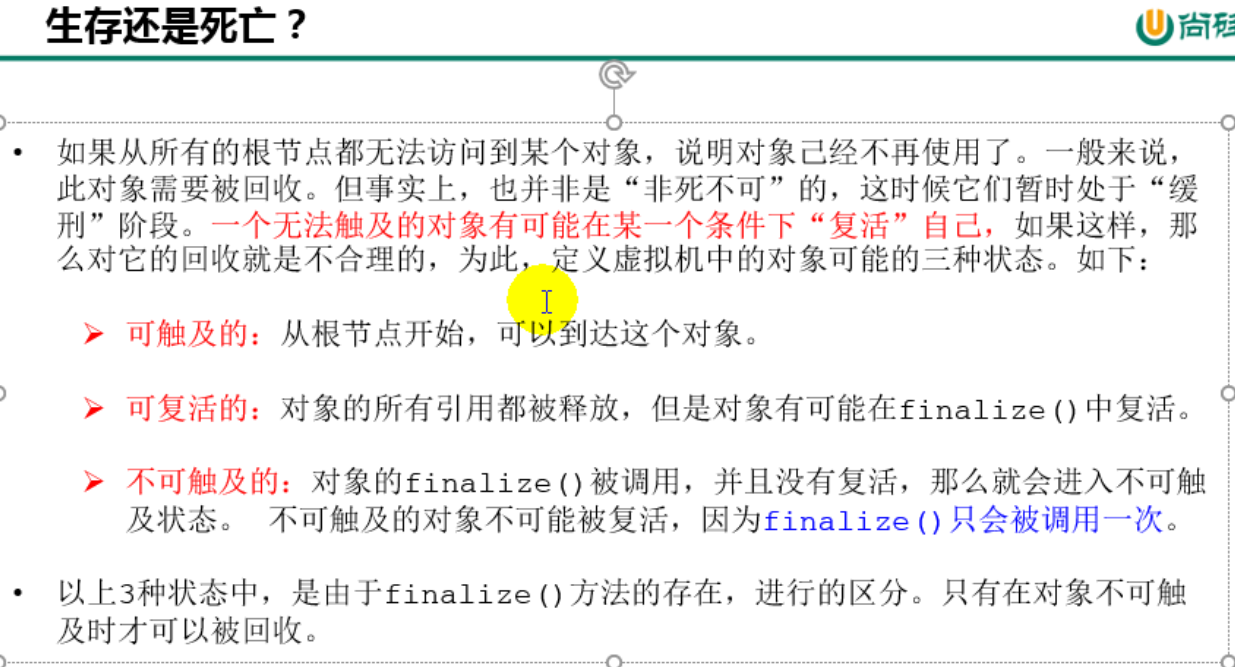 生存还是死亡？
尚硅
• 如果从所有的根节点都无法访问到某个对象，说明对象己经不再使用了。一般来说，
此对象需要被回收。但事实上，也并非是“非死不可”的，这时候它们暂时处于“缓
刑”阶段。一个无法触及的对象有可能在某一个条件下“复活”自己，如果这样，那
么对它的回收就是不合理的，为此，定义虚拟机中的对象可能的三种状态。如下：
➢ 可触及的：从根节点开始，可以到达这个对象。
➢ 可复活的：对象的所有引用都被释放，但是对象有可能在finalize()中复活。
➢ 不可触及的：对象的finalize()被调用，并且没有复活，那么就会进入不可触
及状态。 不可触及的对象不可能被复活，因为finalize()只会被调用一次。
• 以上3种状态中，是由于finalize()方法的存在，进行的区分。只有在对象不可触
及时才可以被回收。